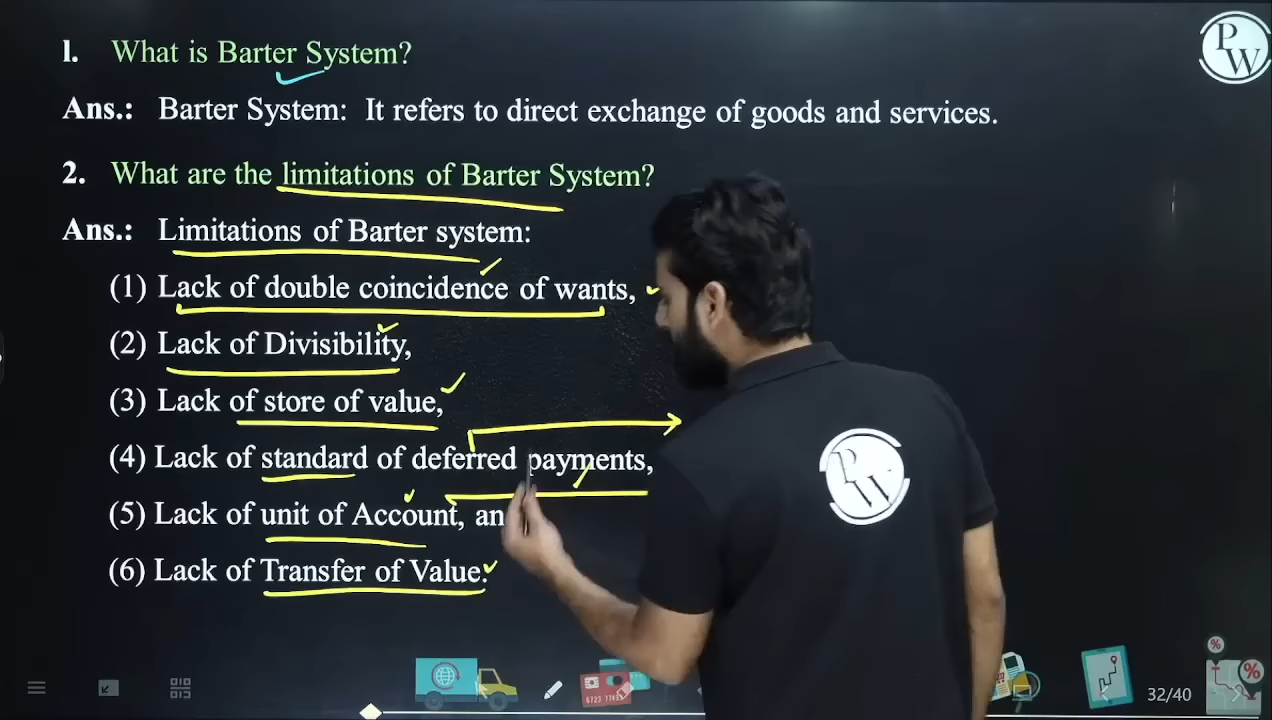 PW
1. What is Barter System?
Ans.: Barter System: It refers to direct exchange of goods and services.
2. What are the limitations of Barter System?
Ans.: Limitations of Barter system:
(1) Lack of double coincidence of wants,
(2) Lack of Divisibility,
(3) Lack of store of value,
(4) Lack of standard of deferred payments,
(5) Lack of unit of Account, an
(6) Lack of Transfer of Value.
PW
32/40
%
%